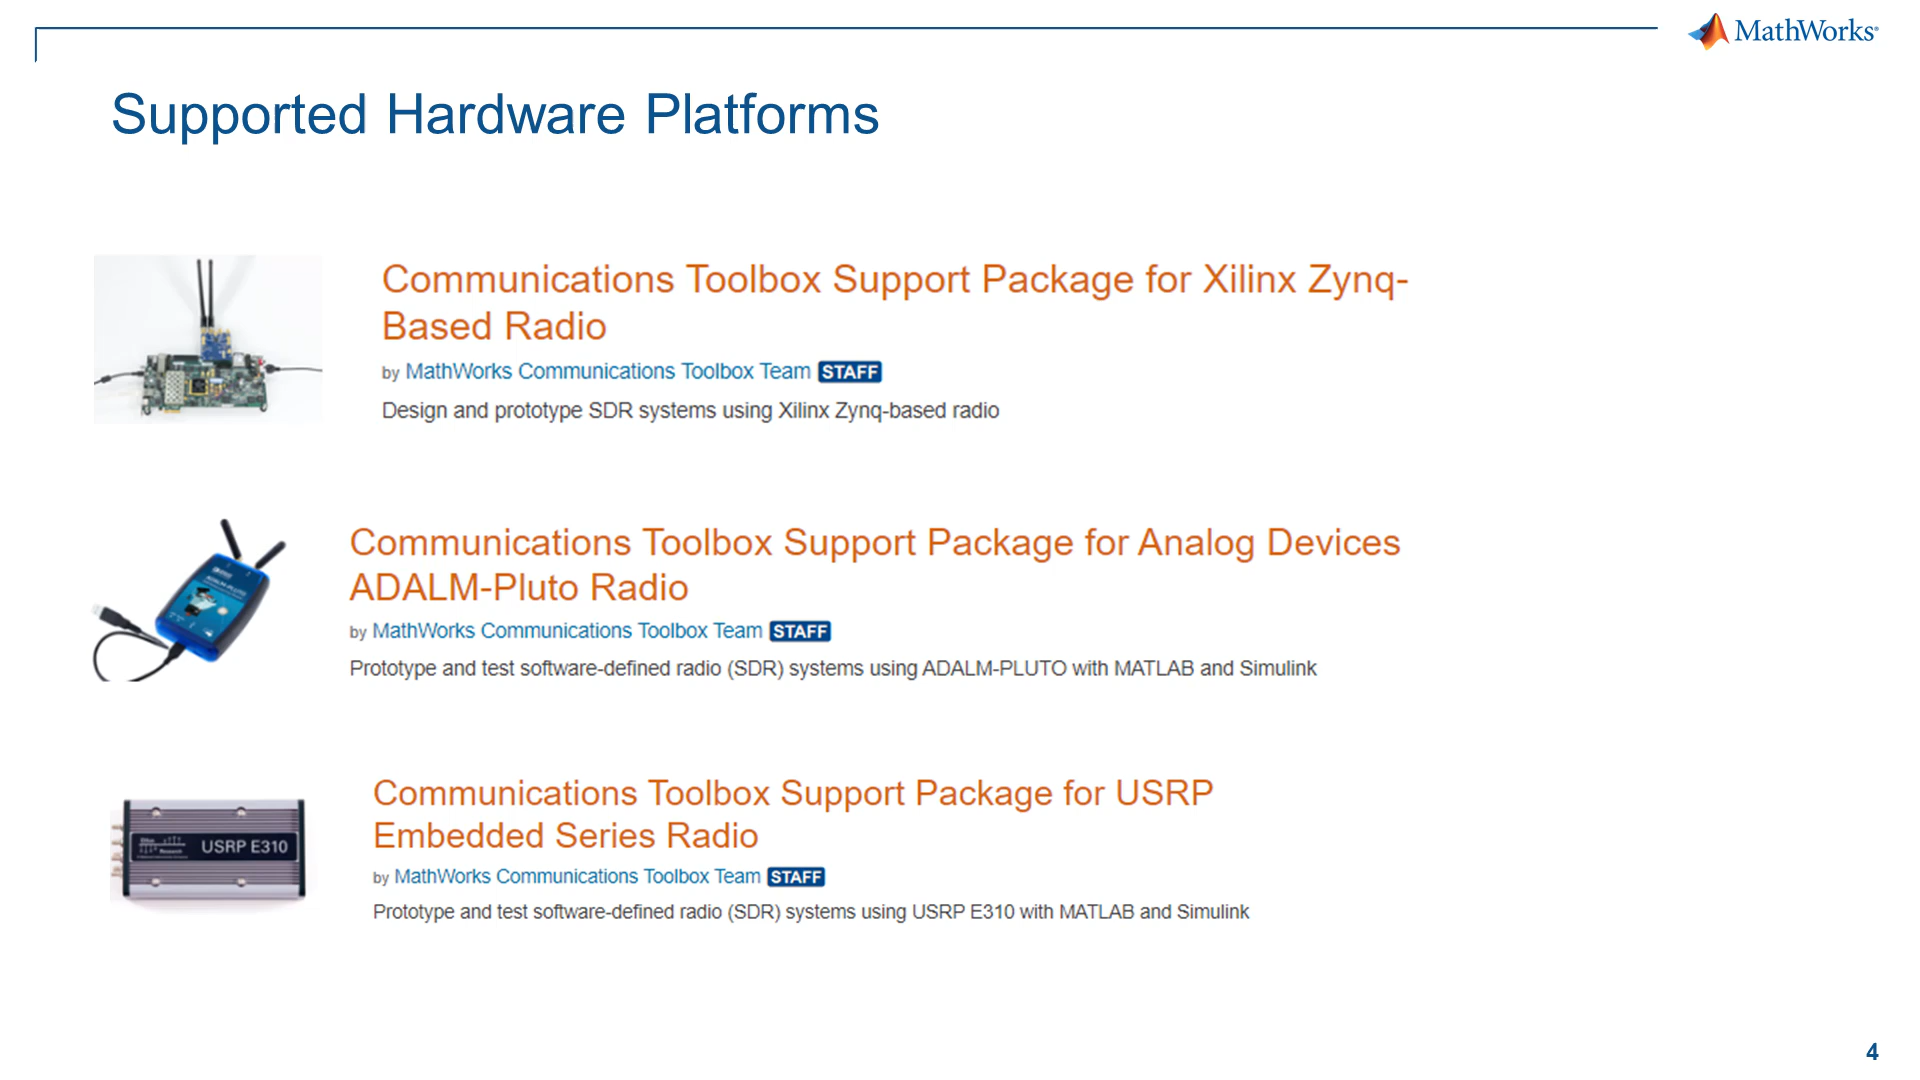 MathWorks
Supported Hardware Platforms
Communications Toolbox Support Package for Xilinx Zynq-
Based Radio
by MathWorks Communications Toolbox Team STAFF
Design and prototype SDR systems using Xilinx Zynq-based radio
ADALM-PLUTO
Communications Toolbox Support Package for Analog Devices
ADALM-Pluto Radio
by MathWorks Communications Toolbox Team STAFF
Prototype and test software-defined radio (SDR) systems using ADALM-PLUTO with MATLAB and Simulink
USRP E310
Communications Toolbox Support Package for USRP
Embedded Series Radio
by MathWorks Communications Toolbox Team STAFF
Prototype and test software-defined radio (SDR) systems using USRP E310 with MATLAB and Simulink
4